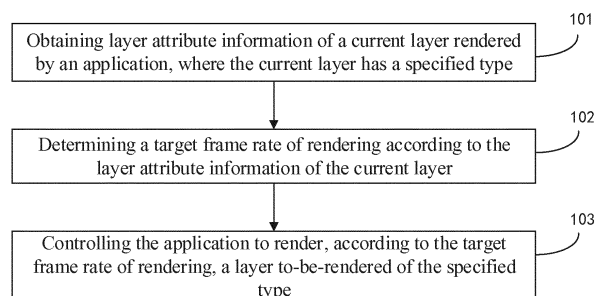 101
Obtaining layer attribute information of a current layer rendered
by an application, where the current layer has a specified type
102
Determining a target frame rate of rendering according to the
layer attribute information of the current layer
103
Controlling the application to render, according to the target
frame rate of rendering, a layer to-be-rendered of the specified
type